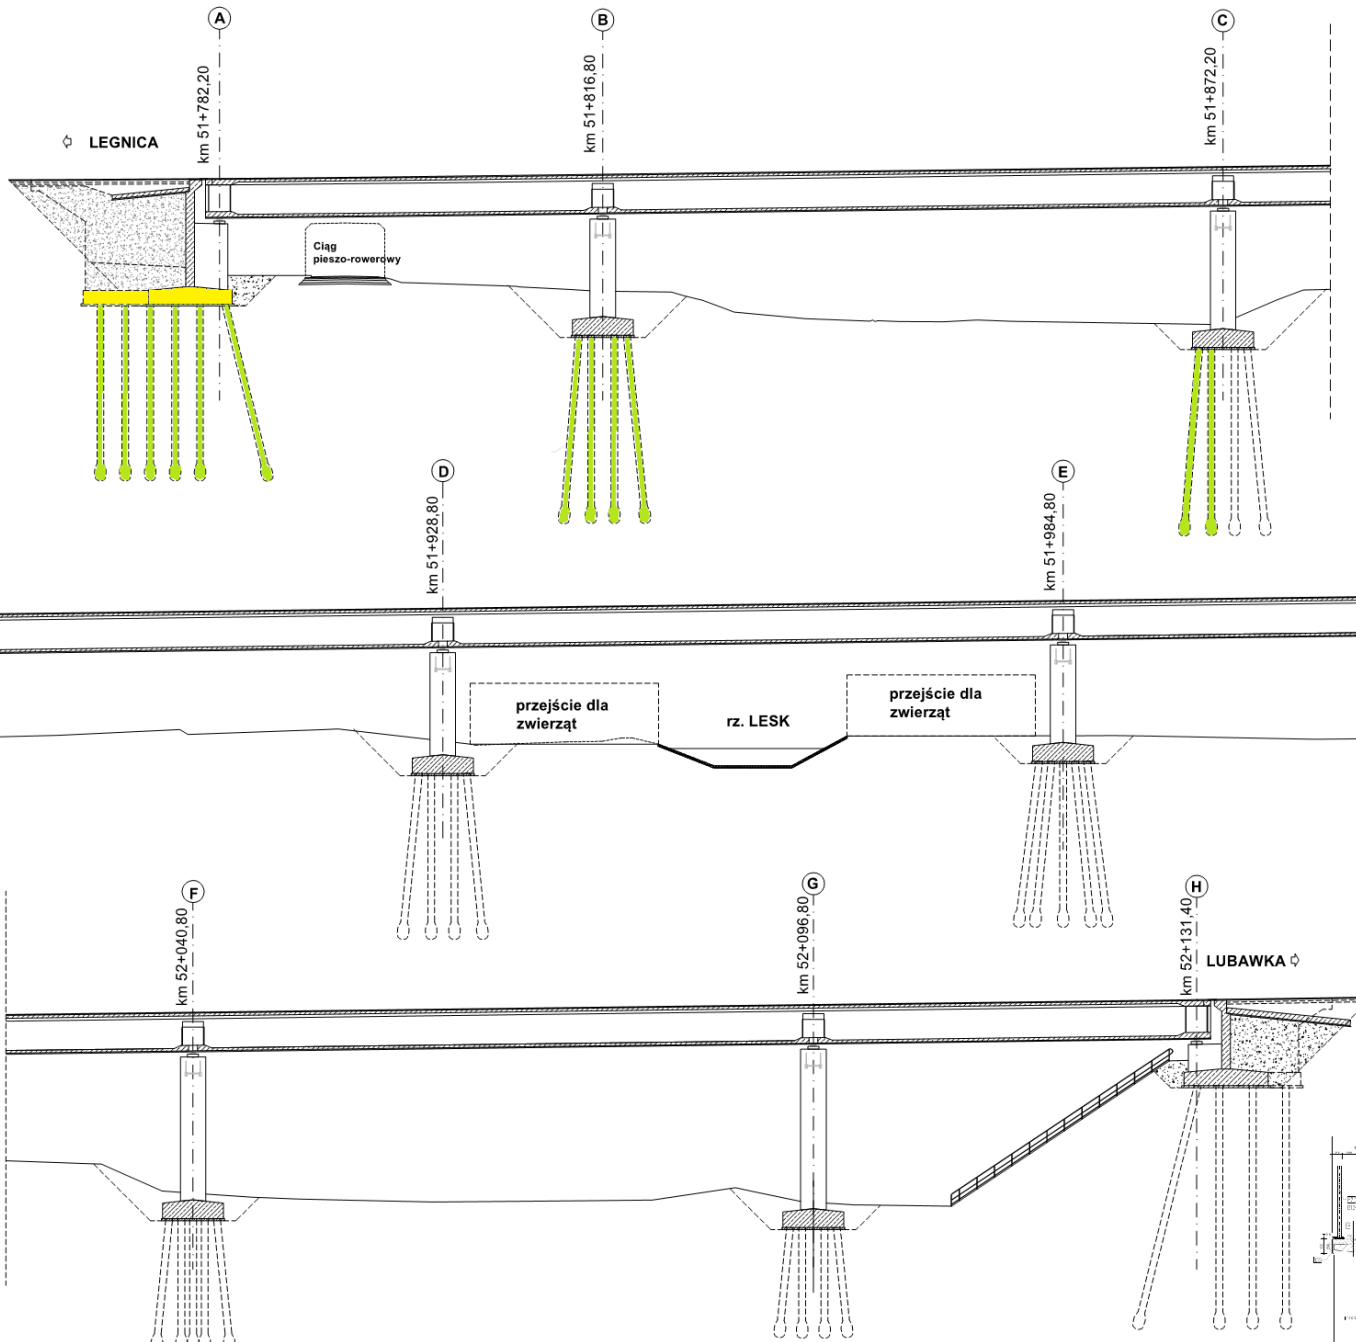 A
B
C
km 51+782,20
km 51+816,80
km 51+872,20
LEGNICA
Ciąg
pieszo-rowerowy
D
E
km 51+928,80
km 51+984,80
przejście dla
zwierząt
rz. LESK
przejście dla
zwierząt
F
G
H
km 52+040,80
km 52+096,80
km 52+131,40
LUBAWKA